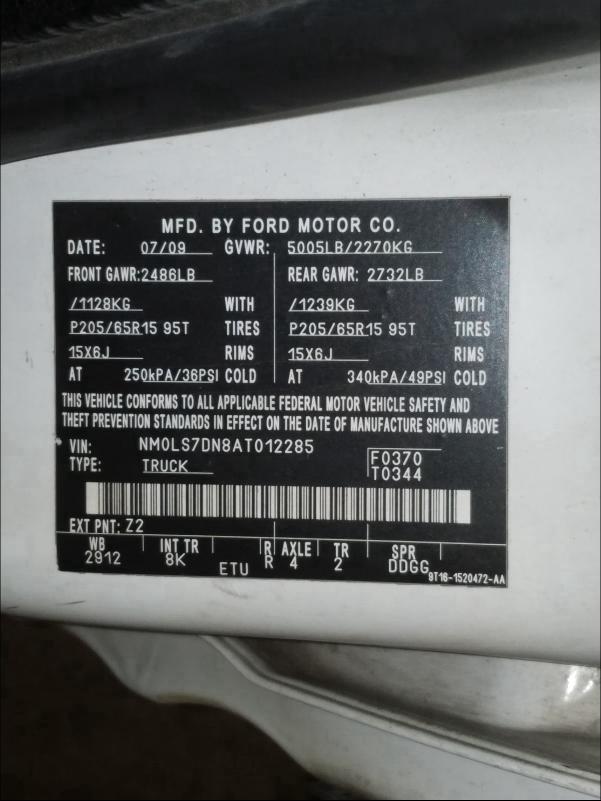 MFD. BY FORD MOTOR CO.
DATE: 07/09 GVWR: 5005LB/2270KG
FRONT GAWR:2486LB REAR GAWR: 2732LB
/1128KG WITH /1239KG WITH
P205/65R15 95T TIRES P205/65R15 95T TIRES
15X6J RIMS 15X6J RIMS
AT 250kPA/36PSI COLD AT 340kPA/49PSI COLD
THIS VEHICLE CONFORMS TO ALL APPLICABLE FEDERAL MOTOR VEHICLE SAFETY AND
THEFT PREVENTION STANDARDS IN EFFECT ON THE DATE OF MANUFACTURE SHOWN ABOVE
VIN: NM0LS7DN8AT012285
TYPE: TRUCK
F0370
T0344
EXT PNT: Z2
WB INT TR R AXLE TR SPR
2912 8K R 4 2 DDGG
ETU
9T16-1520472-AA